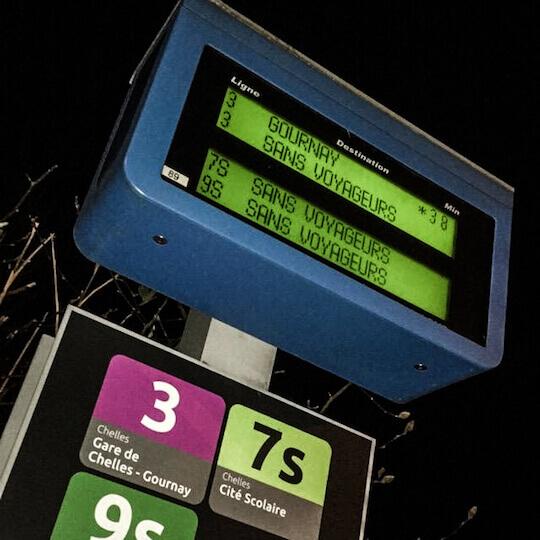 Ligne Destination Min
3 GOURNAY *38
3 SANS VOYAGEURS
7S SANS VOYAGEURS
9S SANS VOYAGEURS
89
3
Chelles
Gare de
Chelles - Gournay
7s
Chelles
Cité Scolaire
9s